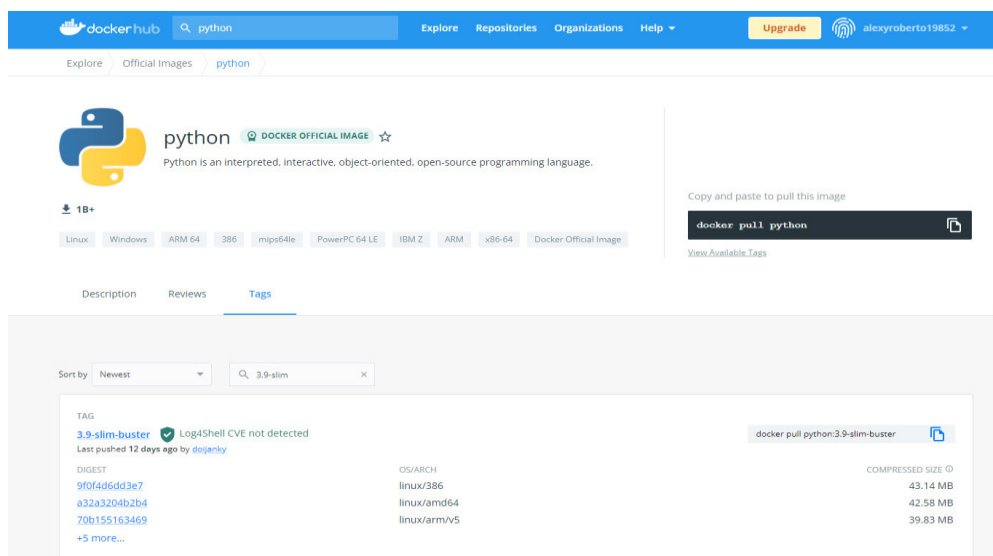 dockerhub python Explore Repositories Organizations Help Upgrade alexyroberto19852
Explore Official Images python
python DOCKER OFFICIAL IMAGE
Python is an interpreted, interactive, object-oriented, open-source programming language.
1B+
Linux Windows ARM 64 386 mips64le PowerPC 64 LE IBM Z ARM x86-64 Docker Official Image
Copy and paste to pull this image
docker pull python
View Available Tags
Description Reviews Tags
Sort by Newest 3.9-slim
TAG
3.9-slim-buster Log4Shell CVE not detected
Last pushed 12 days ago by doijanky
docker pull python:3.9-slim-buster
DIGEST OS/ARCH COMPRESSED SIZE
9f0f4d6dd3e7 linux/386 43.14 MB
a32a3204b2b4 linux/amd64 42.58 MB
70b155163469 linux/arm/v5 39.83 MB
+5 more...